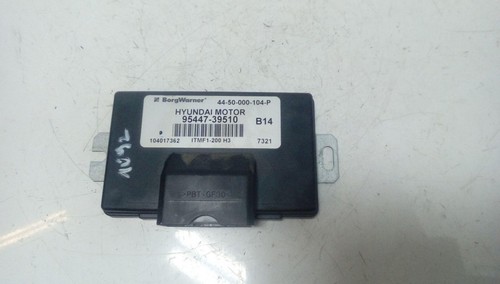 BorgWarner 44-50-000-104-P
HYUNDAI MOTOR
95447-39510 B14
104017362 ITMF1-200 H3 7321